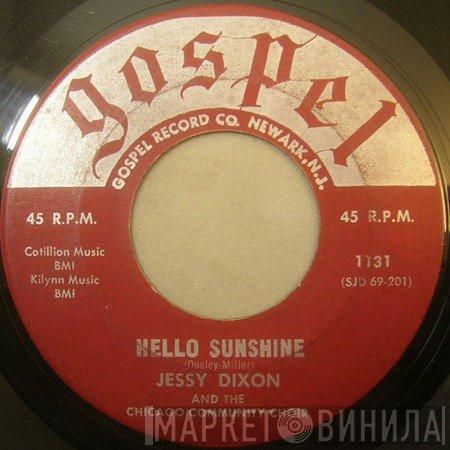 gospel
GOSPEL RECORD CO. NEWARK, N.J.
45 R.P.M.
45 R.P.M.
Cotillion Music
BMI
Kilynn Music
BMI
1131
(SJD 69-201)
HELLO SUNSHINE
(Ousley-Miller)
JESSY DIXON
AND THE
CHICAGO COMMUNITY CHOIR
МАРКЕТ ВИНИЛА